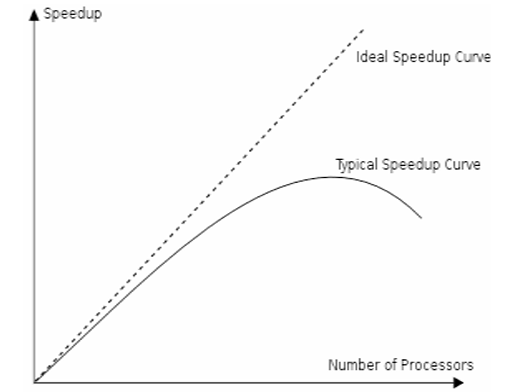 Speedup
Ideal Speedup Curve
Typical Speedup Curve
Number of Processors